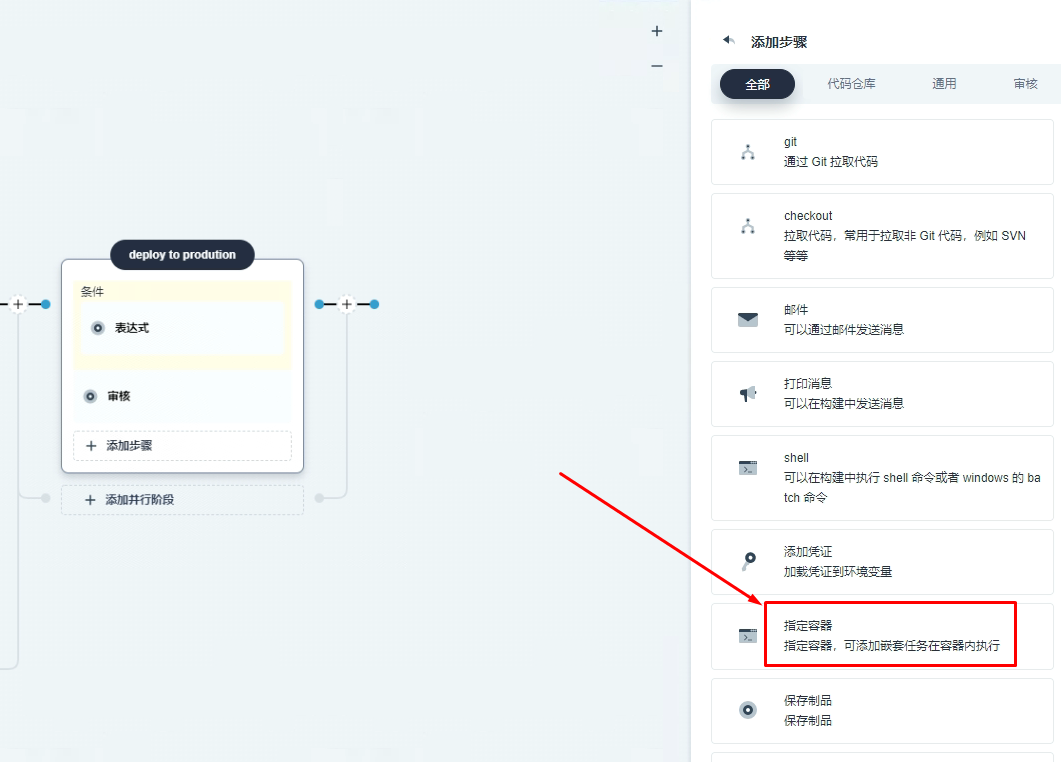 deploy to prodution
条件
表达式
审核
添加步骤
添加并行阶段
添加步骤
全部
代码仓库
通用
审核
git
通过 Git 拉取代码
checkout
拉取代码，常用于拉取非 Git 代码，例如 SVN
等等
邮件
可以通过邮件发送消息
打印消息
可以在构建中发送消息
shell
可以在构建中执行 shell 命令或者 windows 的 ba
tch 命令
添加凭证
加载凭证到环境变量
指定容器
指定容器，可添加嵌套任务在容器内执行
保存制品
保存制品